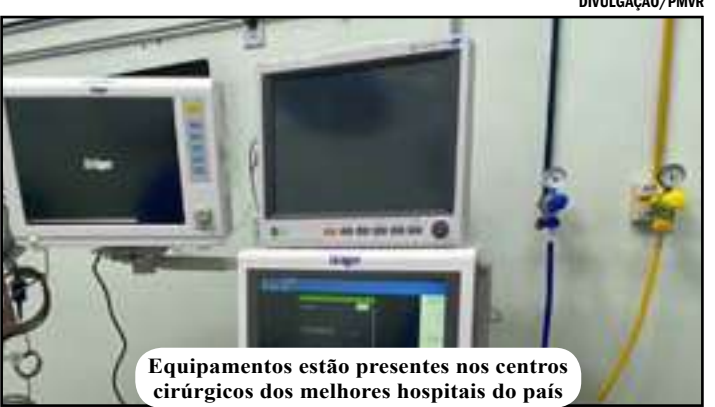 DIVULGAÇÃO/PMVR
Dräger
Dräger
Equipamentos estão presentes nos centros
cirúrgicos dos melhores hospitais do país